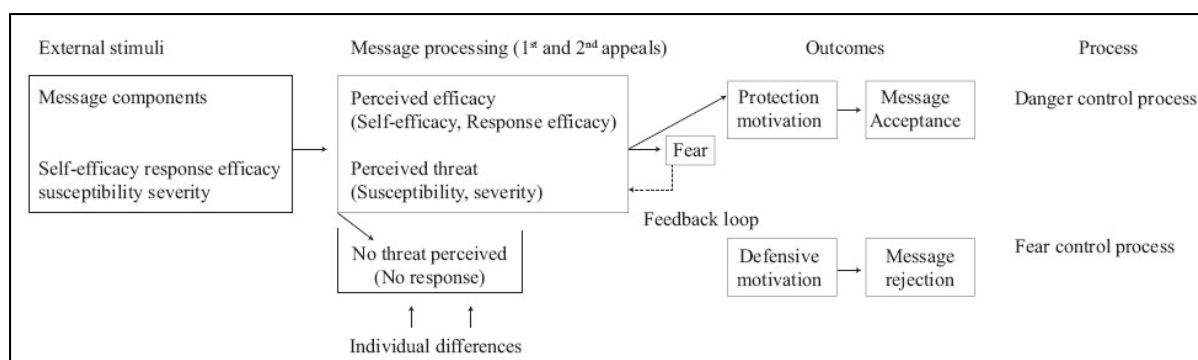 External stimuli
Message processing (1st and 2nd appeals)
Outcomes
Process
Message components
Self-efficacy response efficacy
susceptibility severity
Perceived efficacy
(Self-efficacy, Response efficacy)
Perceived threat
(Susceptibility, severity)
No threat perceived
(No response)
Individual differences
Fear
Feedback loop
Protection
motivation
Message
Acceptance
Danger control process
Defensive
motivation
Message
rejection
Fear control process